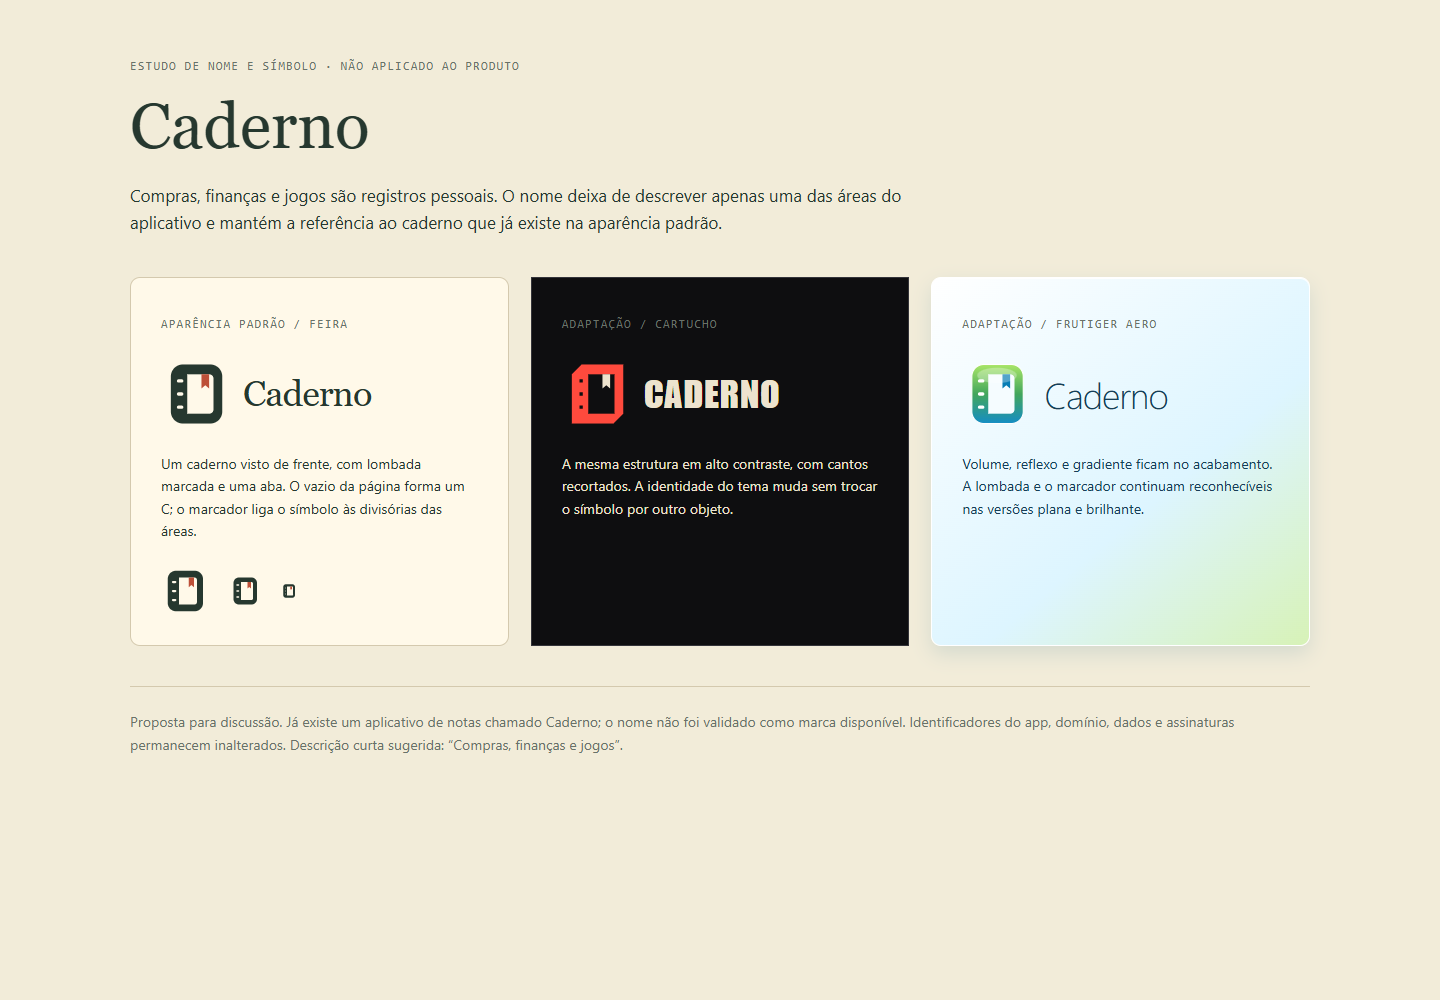 ESTUDO DE NOME E SÍMBOLO · NÃO APLICADO AO PRODUTO
Caderno
Compras, finanças e jogos são registros pessoais. O nome deixa de descrever apenas uma das áreas do
aplicativo e mantém a referência ao caderno que já existe na aparência padrão.
APARÊNCIA PADRÃO / FEIRA
Caderno
Um caderno visto de frente, com lombada
marcada e uma aba. O vazio da página forma um
C; o marcador liga o símbolo às divisórias das
áreas.
ADAPTAÇÃO / CARTUCHO
CADERNO
A mesma estrutura em alto contraste, com cantos
recortados. A identidade do tema muda sem trocar
o símbolo por outro objeto.
ADAPTAÇÃO / FRUTIGER AERO
Caderno
Volume, reflexo e gradiente ficam no acabamento.
A lombada e o marcador continuam reconhecíveis
nas versões plana e brilhante.
Proposta para discussão. Já existe um aplicativo de notas chamado Caderno; o nome não foi validado como marca disponível. Identificadores do app, domínio, dados e assinaturas
permanecem inalterados. Descrição curta sugerida: “Compras, finanças e jogos”.